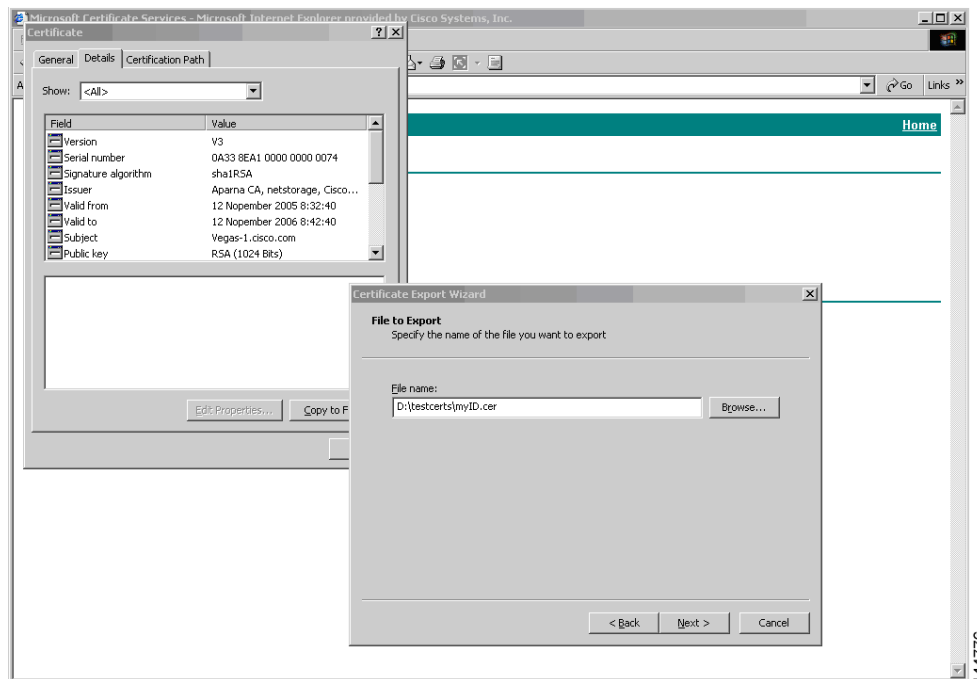 Microsoft Certificate Services - Microsoft Internet Explorer provided by Cisco Systems, Inc.
Certificate
General Details Certification Path
Go Links »
Show: <All>
Home
Field Value
Version V3
Serial number 0A33 8EA1 0000 0000 0074
Signature algorithm sha1RSA
Issuer Aparna CA, netstorage, Cisco...
Valid from 12 Nopember 2005 8:32:40
Valid to 12 Nopember 2006 8:42:40
Subject Vegas-1.cisco.com
Public key RSA (1024 Bits)
Edit Properties... Copy to F
Certificate Export Wizard
File to Export
Specify the name of the file you want to export
File name:
D:\testcerts\myID.cer Browse...
< Back Next > Cancel